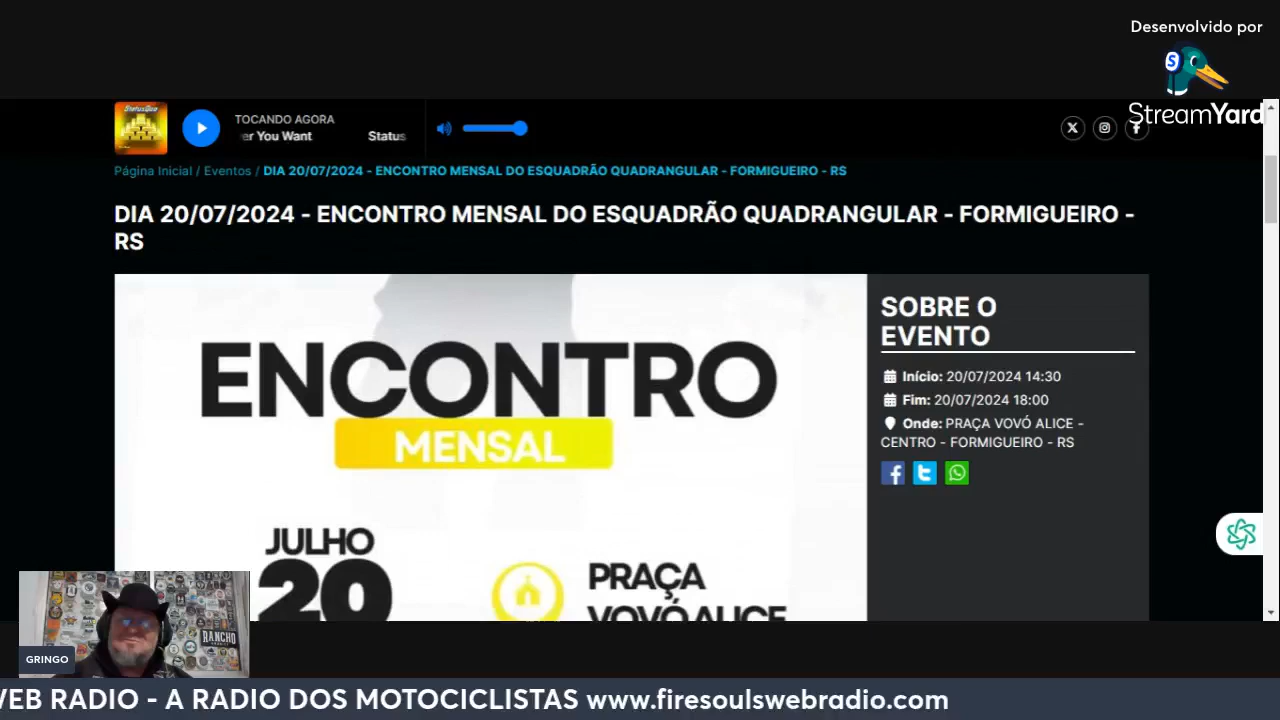 Desenvolvido por
StreamYard
TOCANDO AGORA
er You Want Status
Página Inicial / Eventos / DIA 20/07/2024 - ENCONTRO MENSAL DO ESQUADRÃO QUADRANGULAR - FORMIGUEIRO - RS
DIA 20/07/2024 - ENCONTRO MENSAL DO ESQUADRÃO QUADRANGULAR - FORMIGUEIRO -
RS
ENCONTRO
MENSAL
JULHO
20
PRAÇA
VOVÓ ALICE
SOBRE O
EVENTO
Início: 20/07/2024 14:30
Fim: 20/07/2024 18:00
Onde: PRAÇA VOVÓ ALICE -
CENTRO - FORMIGUEIRO - RS
RANCHO
GRINGO
WEB RADIO - A RADIO DOS MOTOCICLISTAS www.firesoulswebradio.com